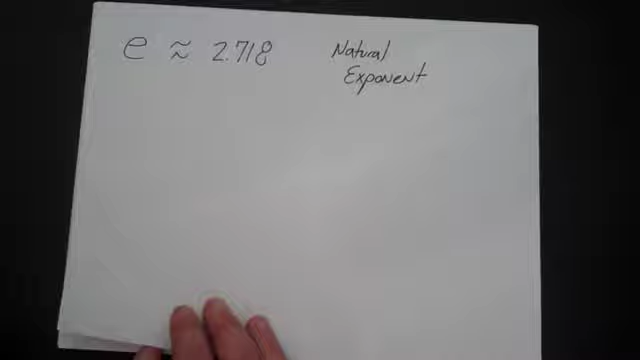 e ≈ 2.718
Natural
Exponent